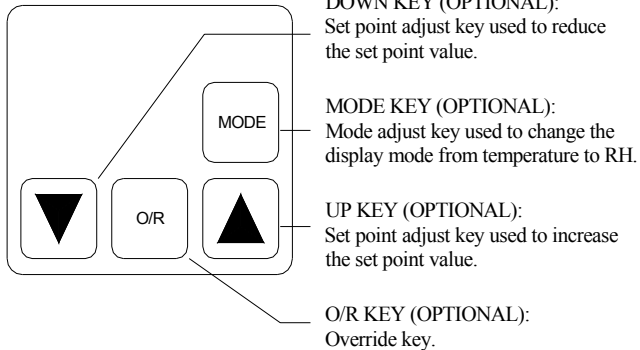 DOWN KEY (OPTIONAL):
Set point adjust key used to reduce
the set point value.
MODE
MODE KEY (OPTIONAL):
Mode adjust key used to change the
display mode from temperature to RH.
O/R
UP KEY (OPTIONAL):
Set point adjust key used to increase
the set point value.
O/R KEY (OPTIONAL):
Override key.